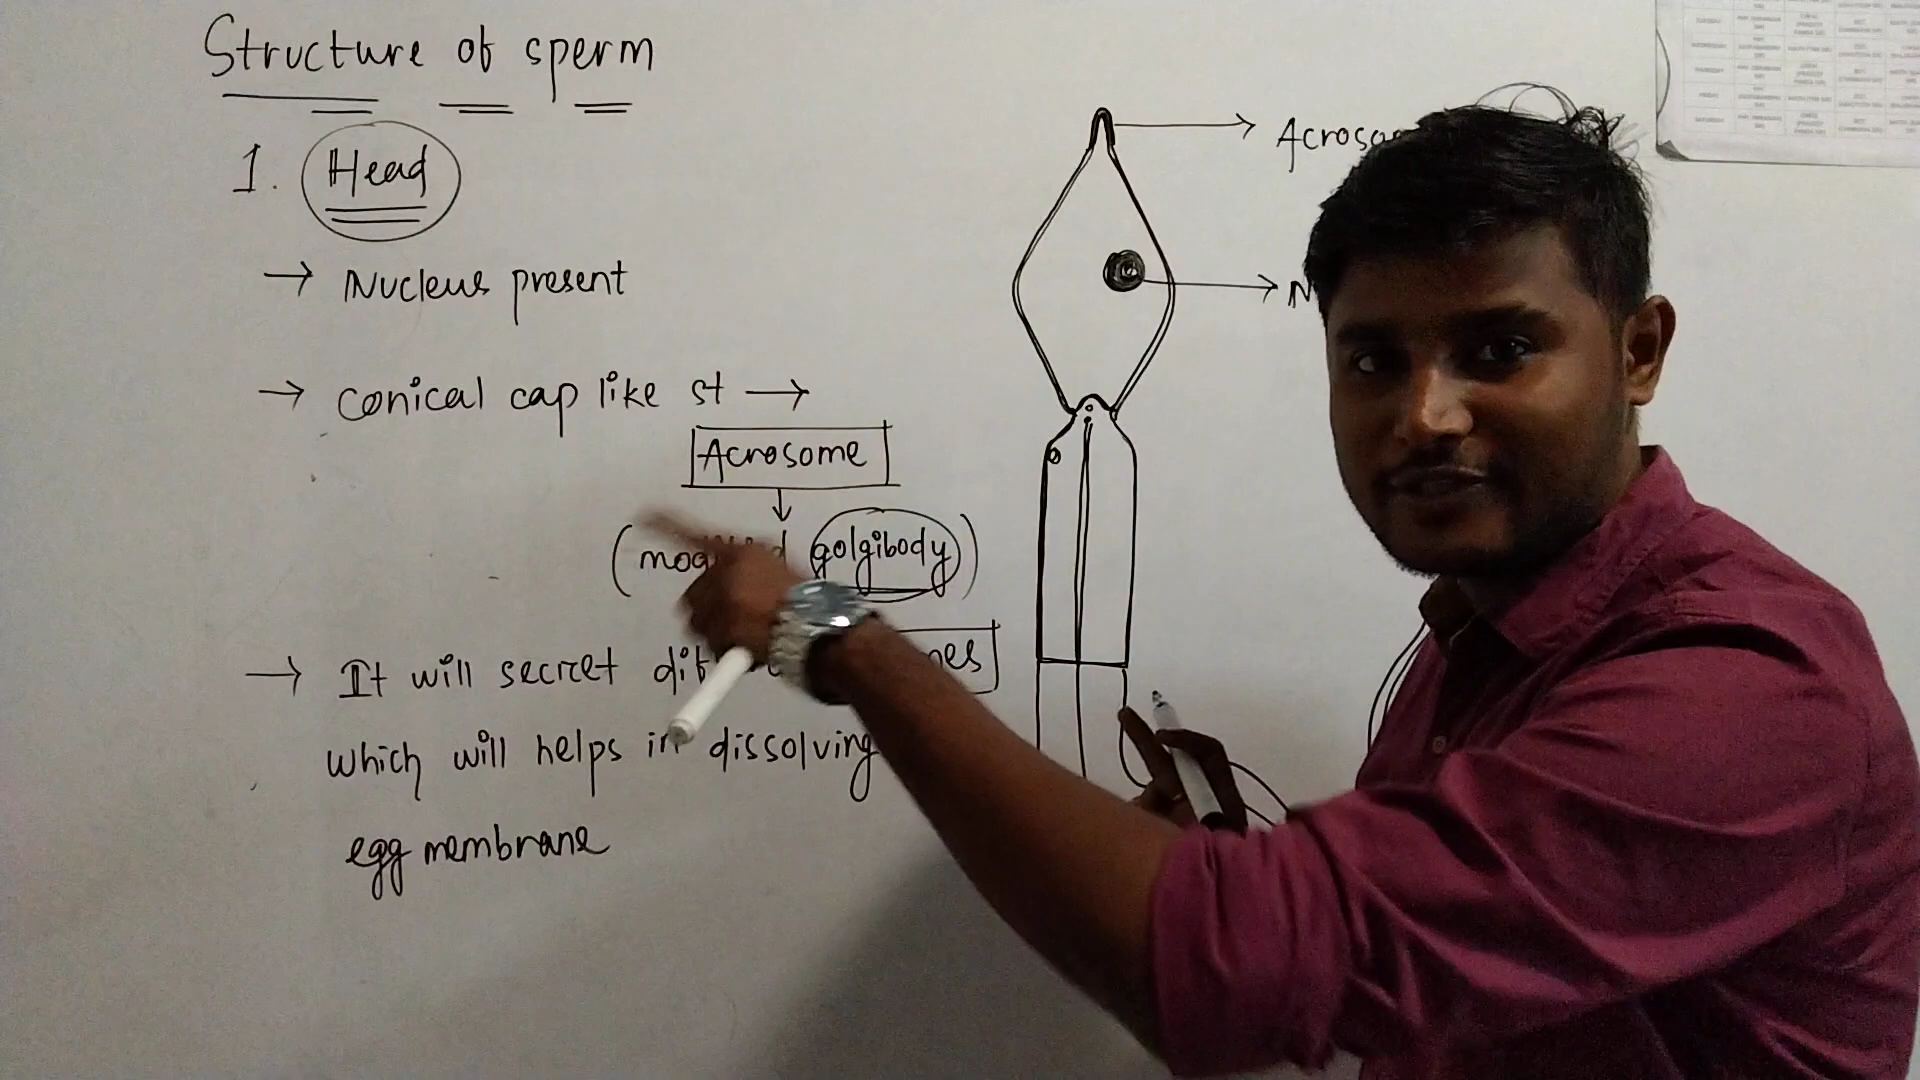 Structure of sperm
1. Head
→ Nucleus present
→ conical cap like st →
Acrosome
golgibody)
→ It will secret
which will helps in dissolving
egg membrane